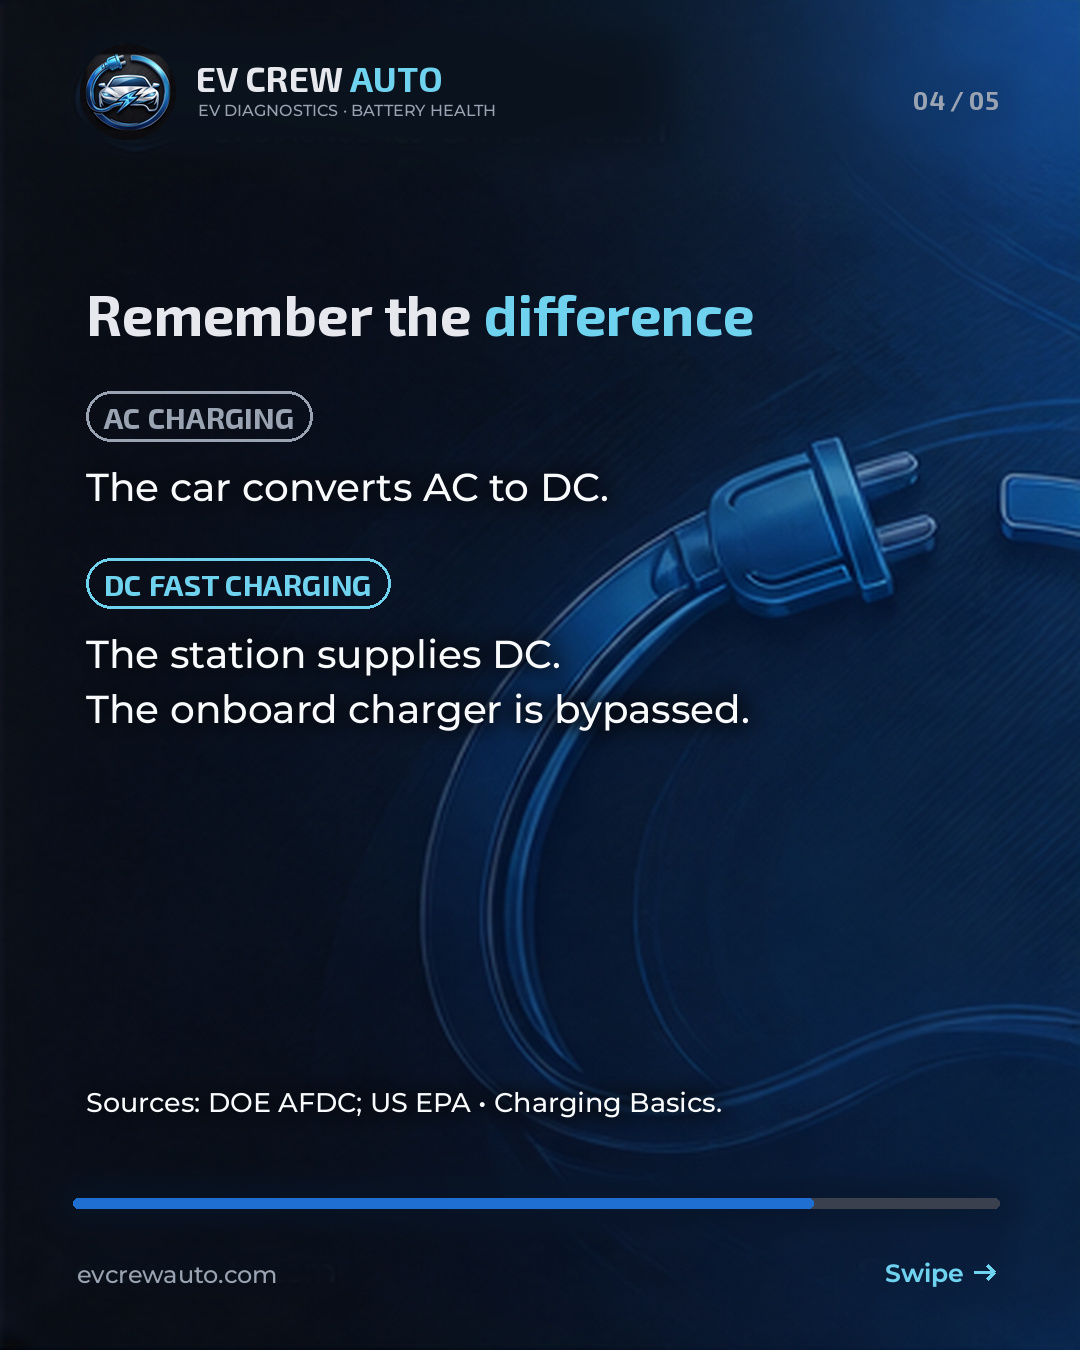 EV CREW AUTO
EV DIAGNOSTICS · BATTERY HEALTH
04 / 05
Remember the difference
AC CHARGING
The car converts AC to DC.
DC FAST CHARGING
The station supplies DC.
The onboard charger is bypassed.
Sources: DOE AFDC; US EPA • Charging Basics.
evcrewauto.com
Swipe →